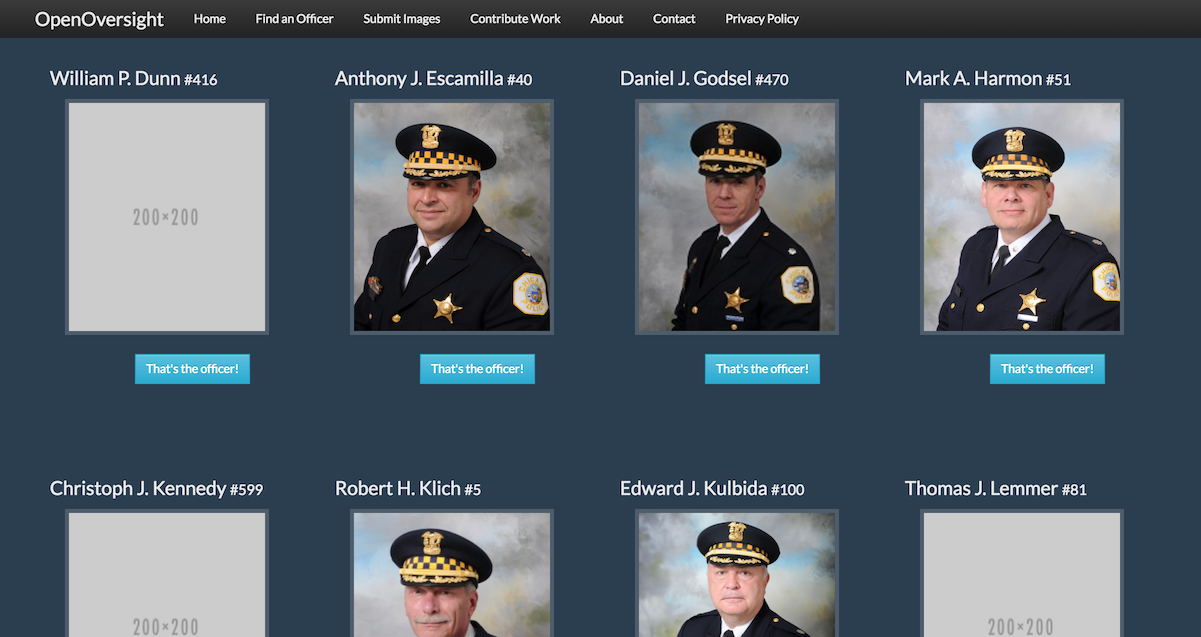 OpenOversight Home Find an Officer Submit Images Contribute Work About Contact Privacy Policy
William P. Dunn #416 Anthony J. Escamilla #40 Daniel J. Godsel #470 Mark A. Harmon #51
200×200
That's the officer! That's the officer! That's the officer! That's the officer!
Christoph J. Kennedy #599 Robert H. Klich #5 Edward J. Kulbida #100 Thomas J. Lemmer #81
200×200 200×200